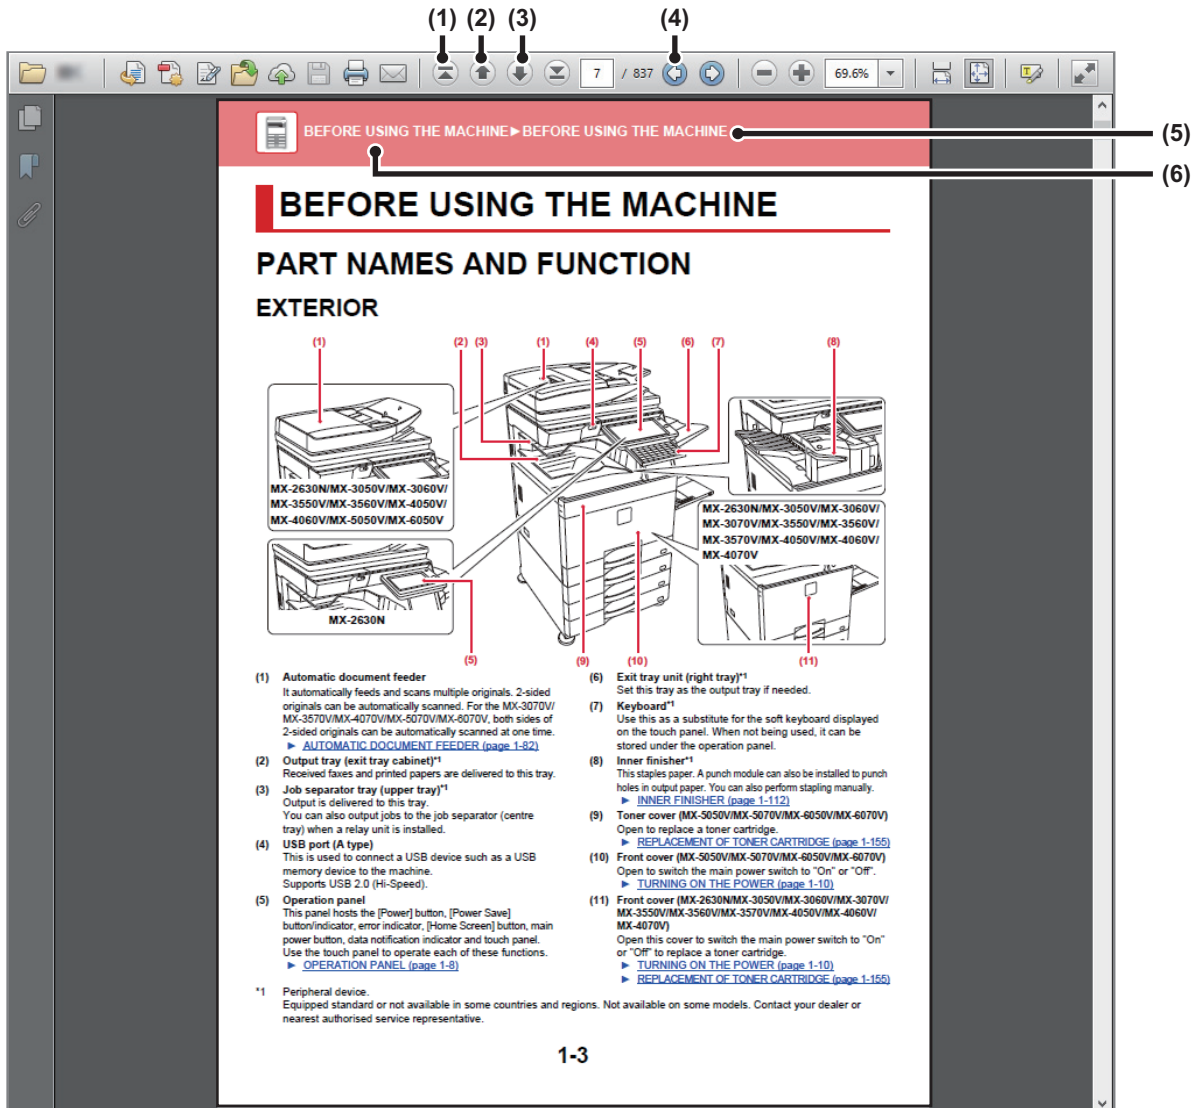 (1) (2) (3) (4)
7 / 837 69.6%
BEFORE USING THE MACHINE►BEFORE USING THE MACHINE
(5)
(6)
BEFORE USING THE MACHINE
PART NAMES AND FUNCTION
EXTERIOR
(1) (2) (3) (1) (4) (5) (6) (7) (8)
MX-2630N/MX-3050V/MX-3060V/
MX-3550V/MX-3560V/MX-4050V/
MX-4060V/MX-5050V/MX-6050V
MX-2630N/MX-3050V/MX-3060V/
MX-3070V/MX-3550V/MX-3560V/
MX-3570V/MX-4050V/MX-4060V/
MX-4070V
MX-2630N
(5) (9) (10) (11)
(1) Automatic document feeder
It automatically feeds and scans multiple originals. 2-sided
originals can be automatically scanned. For the MX-3070V/
MX-3570V/MX-4070V/MX-5070V/MX-6070V, both sides of
2-sided originals can be automatically scanned at one time.
► AUTOMATIC DOCUMENT FEEDER (page 1-82)
(2) Output tray (exit tray cabinet)*1
Received faxes and printed papers are delivered to this tray.
(3) Job separator tray (upper tray)*1
Output is delivered to this tray.
You can also output jobs to the job separator (centre
tray) when a relay unit is installed.
(4) USB port (A type)
This is used to connect a USB device such as a USB
memory device to the machine.
Supports USB 2.0 (Hi-Speed).
(5) Operation panel
This panel hosts the [Power] button, [Power Save]
button/indicator, error indicator, [Home Screen] button, main
power button, data notification indicator and touch panel.
Use the touch panel to operate each of these functions.
► OPERATION PANEL (page 1-8)
(6) Exit tray unit (right tray)*1
Set this tray as the output tray if needed.
(7) Keyboard*1
Use this as a substitute for the soft keyboard displayed
on the touch panel. When not being used, it can be
stored under the operation panel.
(8) Inner finisher*1
This staples paper. A punch module can also be installed to punch
holes in output paper. You can also perform stapling manually.
► INNER FINISHER (page 1-112)
(9) Toner cover (MX-5050V/MX-5070V/MX-6050V/MX-6070V)
Open to replace a toner cartridge.
► REPLACEMENT OF TONER CARTRIDGE (page 1-155)
(10) Front cover (MX-5050V/MX-5070V/MX-6050V/MX-6070V)
Open to switch the main power switch to "On" or "Off".
► TURNING ON THE POWER (page 1-10)
(11) Front cover (MX-2630N/MX-3050V/MX-3060V/MX-3070V/
MX-3550V/MX-3560V/MX-3570V/MX-4050V/MX-4060V/
MX-4070V)
Open this cover to switch the main power switch to "On"
or "Off" to replace a toner cartridge.
► TURNING ON THE POWER (page 1-10)
► REPLACEMENT OF TONER CARTRIDGE (page 1-155)
*1 Peripheral device.
Equipped standard or not available in some countries and regions. Not available on some models. Contact your dealer or
nearest authorised service representative.
1-3